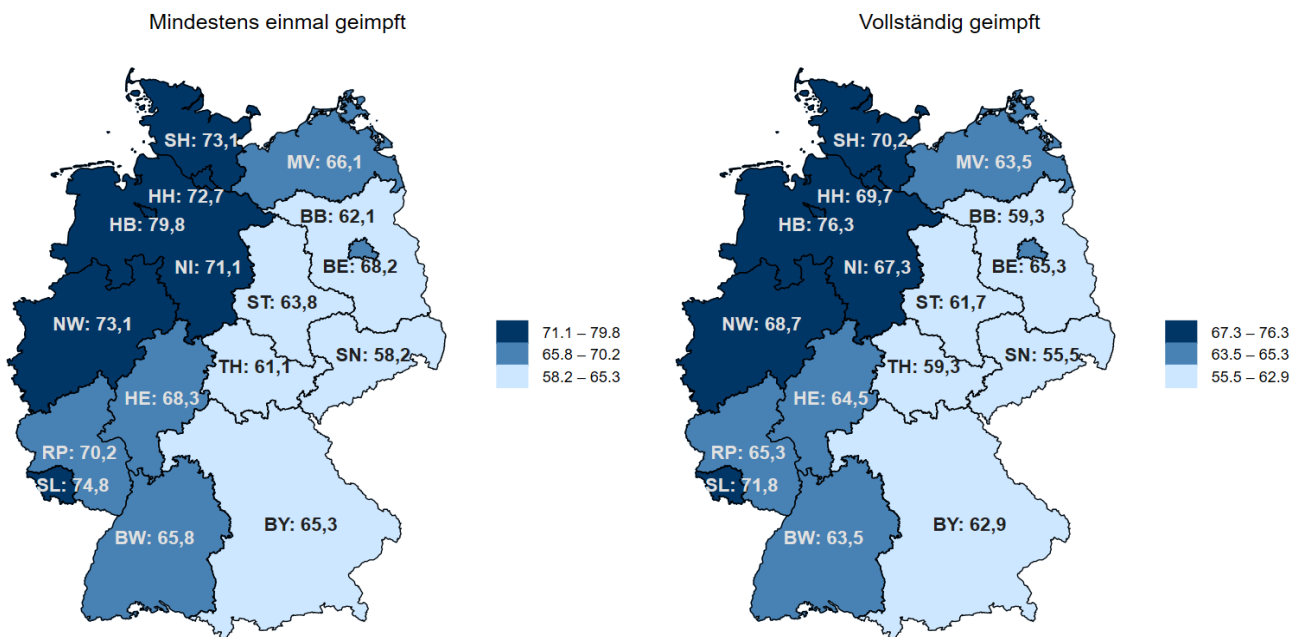 Mindestens einmal geimpft
SH: 73,1
MV: 66,1
HH: 72,7
BB: 62,1
HB: 79,8
NI: 71,1
BE: 68,2
ST: 63,8
NW: 73,1
SN: 58,2
TH: 61,1
HE: 68,3
RP: 70,2
SL: 74,8
BY: 65,3
BW: 65,8
71.1 – 79.8
65.8 – 70.2
58.2 – 65.3
Vollständig geimpft
SH: 70,2
MV: 63,5
HH: 69,7
BB: 59,3
HB: 76,3
NI: 67,3
BE: 65,3
ST: 61,7
NW: 68,7
SN: 55,5
TH: 59,3
HE: 64,5
RP: 65,3
SL: 71,8
BY: 62,9
BW: 63,5
67.3 – 76.3
63.5 – 65.3
55.5 – 62.9